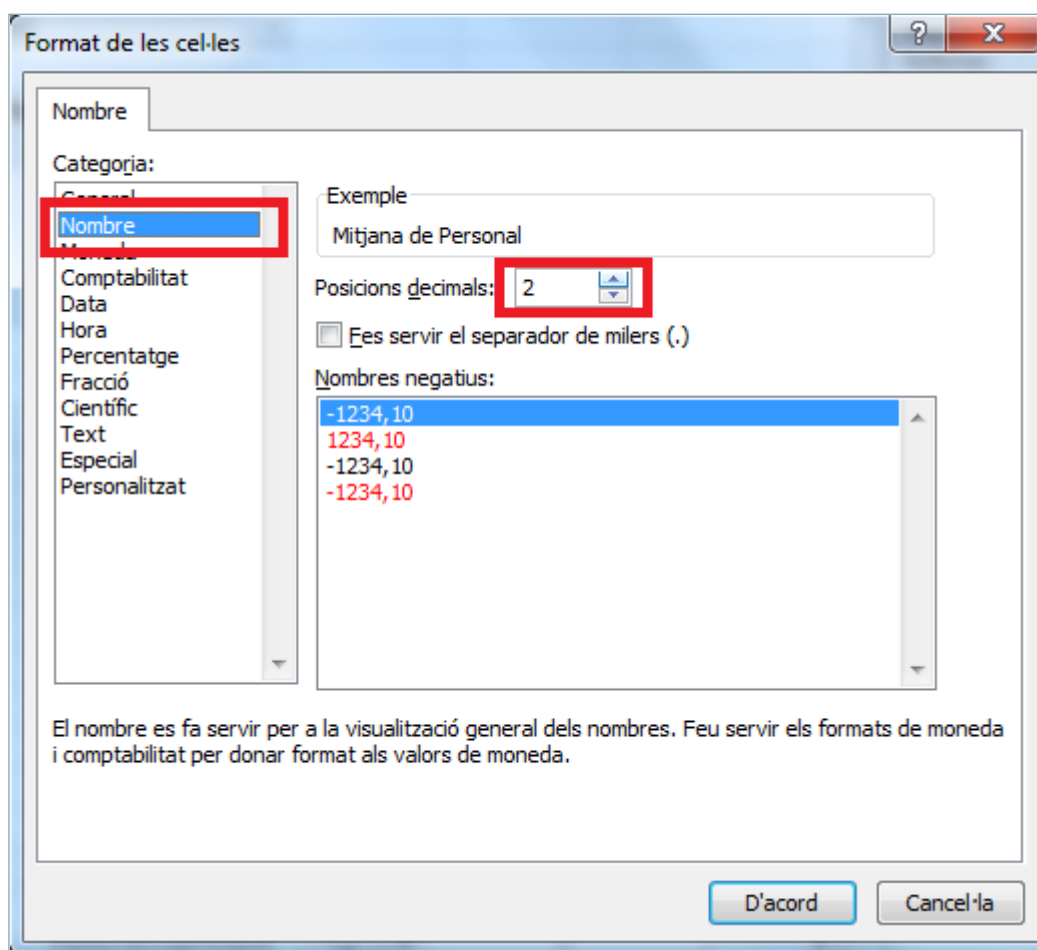 Format de les cel·les
Nombre
Categoria:
General
Nombre
Moneda
Comptabilitat
Data
Hora
Percentatge
Fracció
Científic
Text
Especial
Personalitzat
Exemple
Mitjana de Personal
Posicions decimals: 2
Fes servir el separador de milers (.)
Nombres negatius:
-1234,10
1234,10
-1234,10
-1234,10
El nombre es fa servir per a la visualització general dels nombres. Feu servir els formats de moneda
i comptabilitat per donar format als valors de moneda.
D'acord
Cancel·la